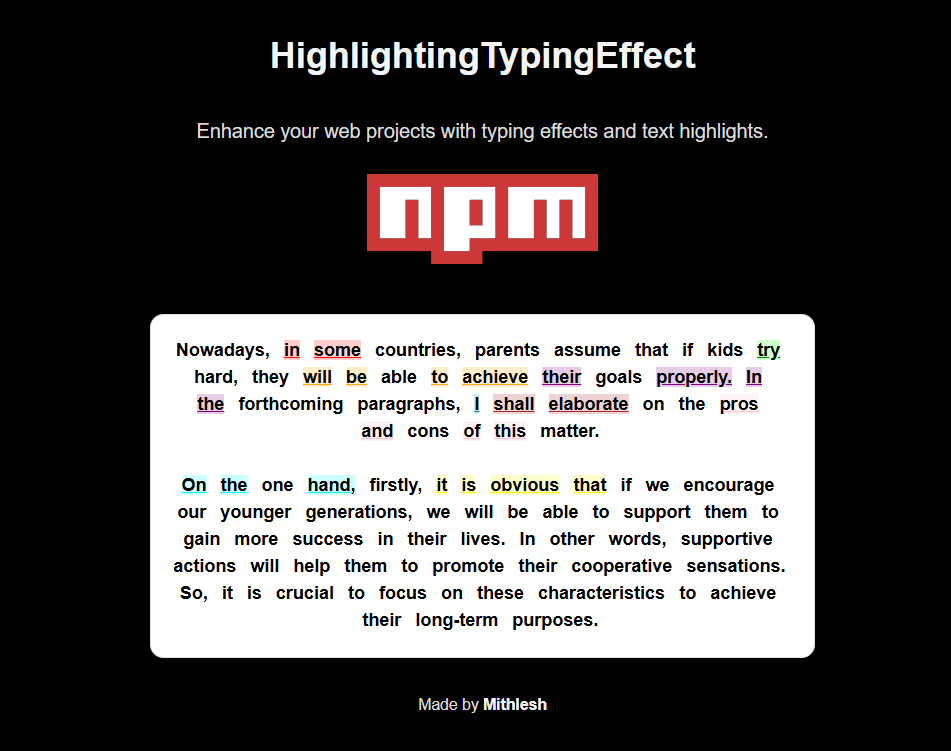 HighlightingTypingEffect
Enhance your web projects with typing effects and text highlights.
npm
Nowadays, in some countries, parents assume that if kids try
hard, they will be able to achieve their goals properly. In
the forthcoming paragraphs, I shall elaborate on the pros
and cons of this matter.
On the one hand, firstly, it is obvious that if we encourage
our younger generations, we will be able to support them to
gain more success in their lives. In other words, supportive
actions will help them to promote their cooperative sensations.
So, it is crucial to focus on these characteristics to achieve
their long-term purposes.
Made by Mithlesh